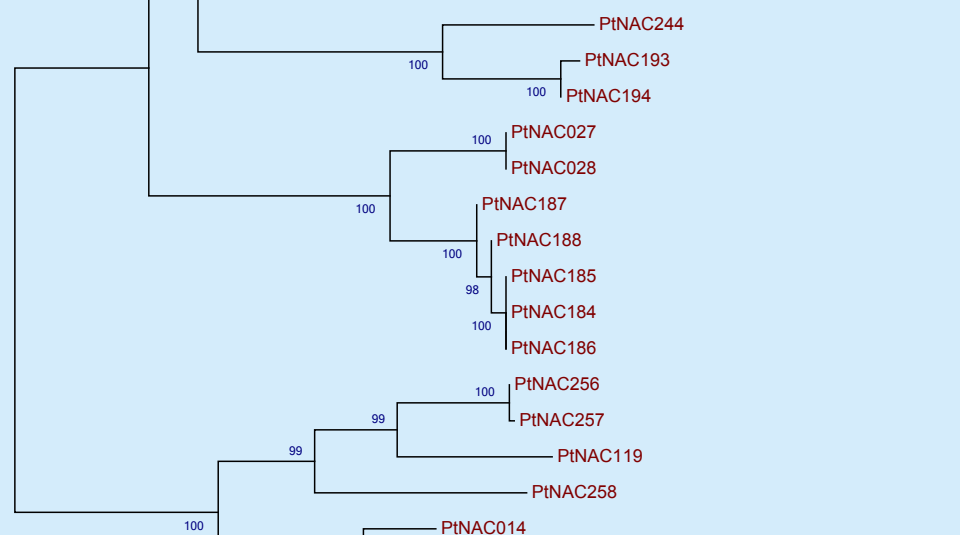 PtNAC244
100
PtNAC193
100
PtNAC194
PtNAC027
100
PtNAC028
100
PtNAC187
100
PtNAC188
PtNAC185
98
PtNAC184
100
PtNAC186
PtNAC256
100
PtNAC257
99
99
PtNAC119
PtNAC258
100
PtNAC014